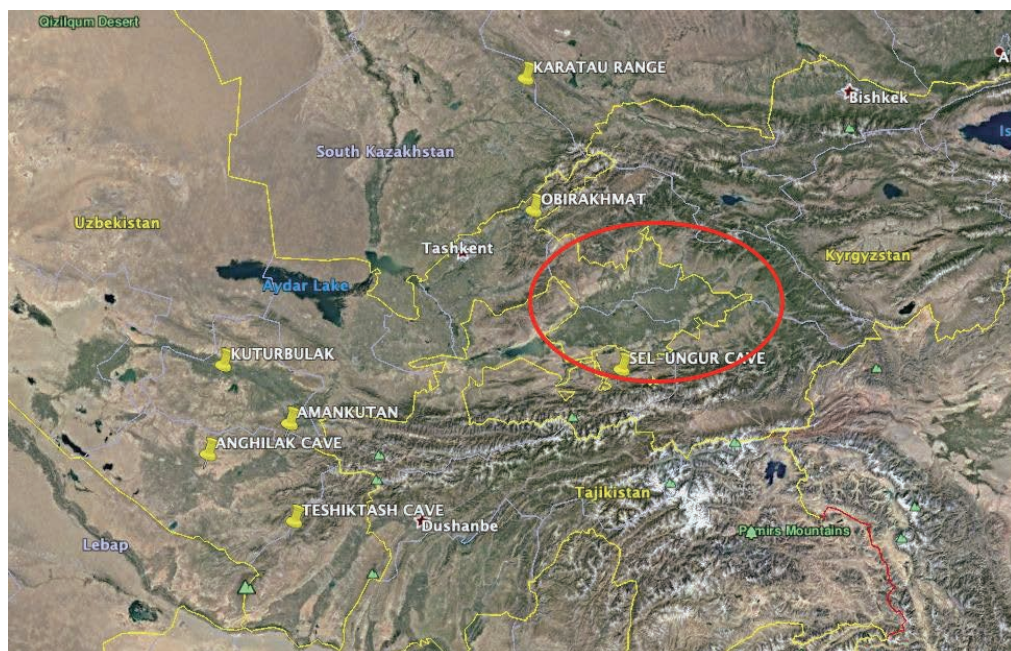 Qizilqum Desert
KARATAU RANGE
Bishkek
South Kazakhstan
OBIRAKHMAT
Uzbekistan
Tashkent
Kyrgyzstan
Aydar Lake
KUTURBULAK
SEL-UNGUR CAVE
AMANKUTAN
ANGHILAK CAVE
Tajikistan
TESHIKTASH CAVE
Dushanbe
Pamirs Mountains
Lebap